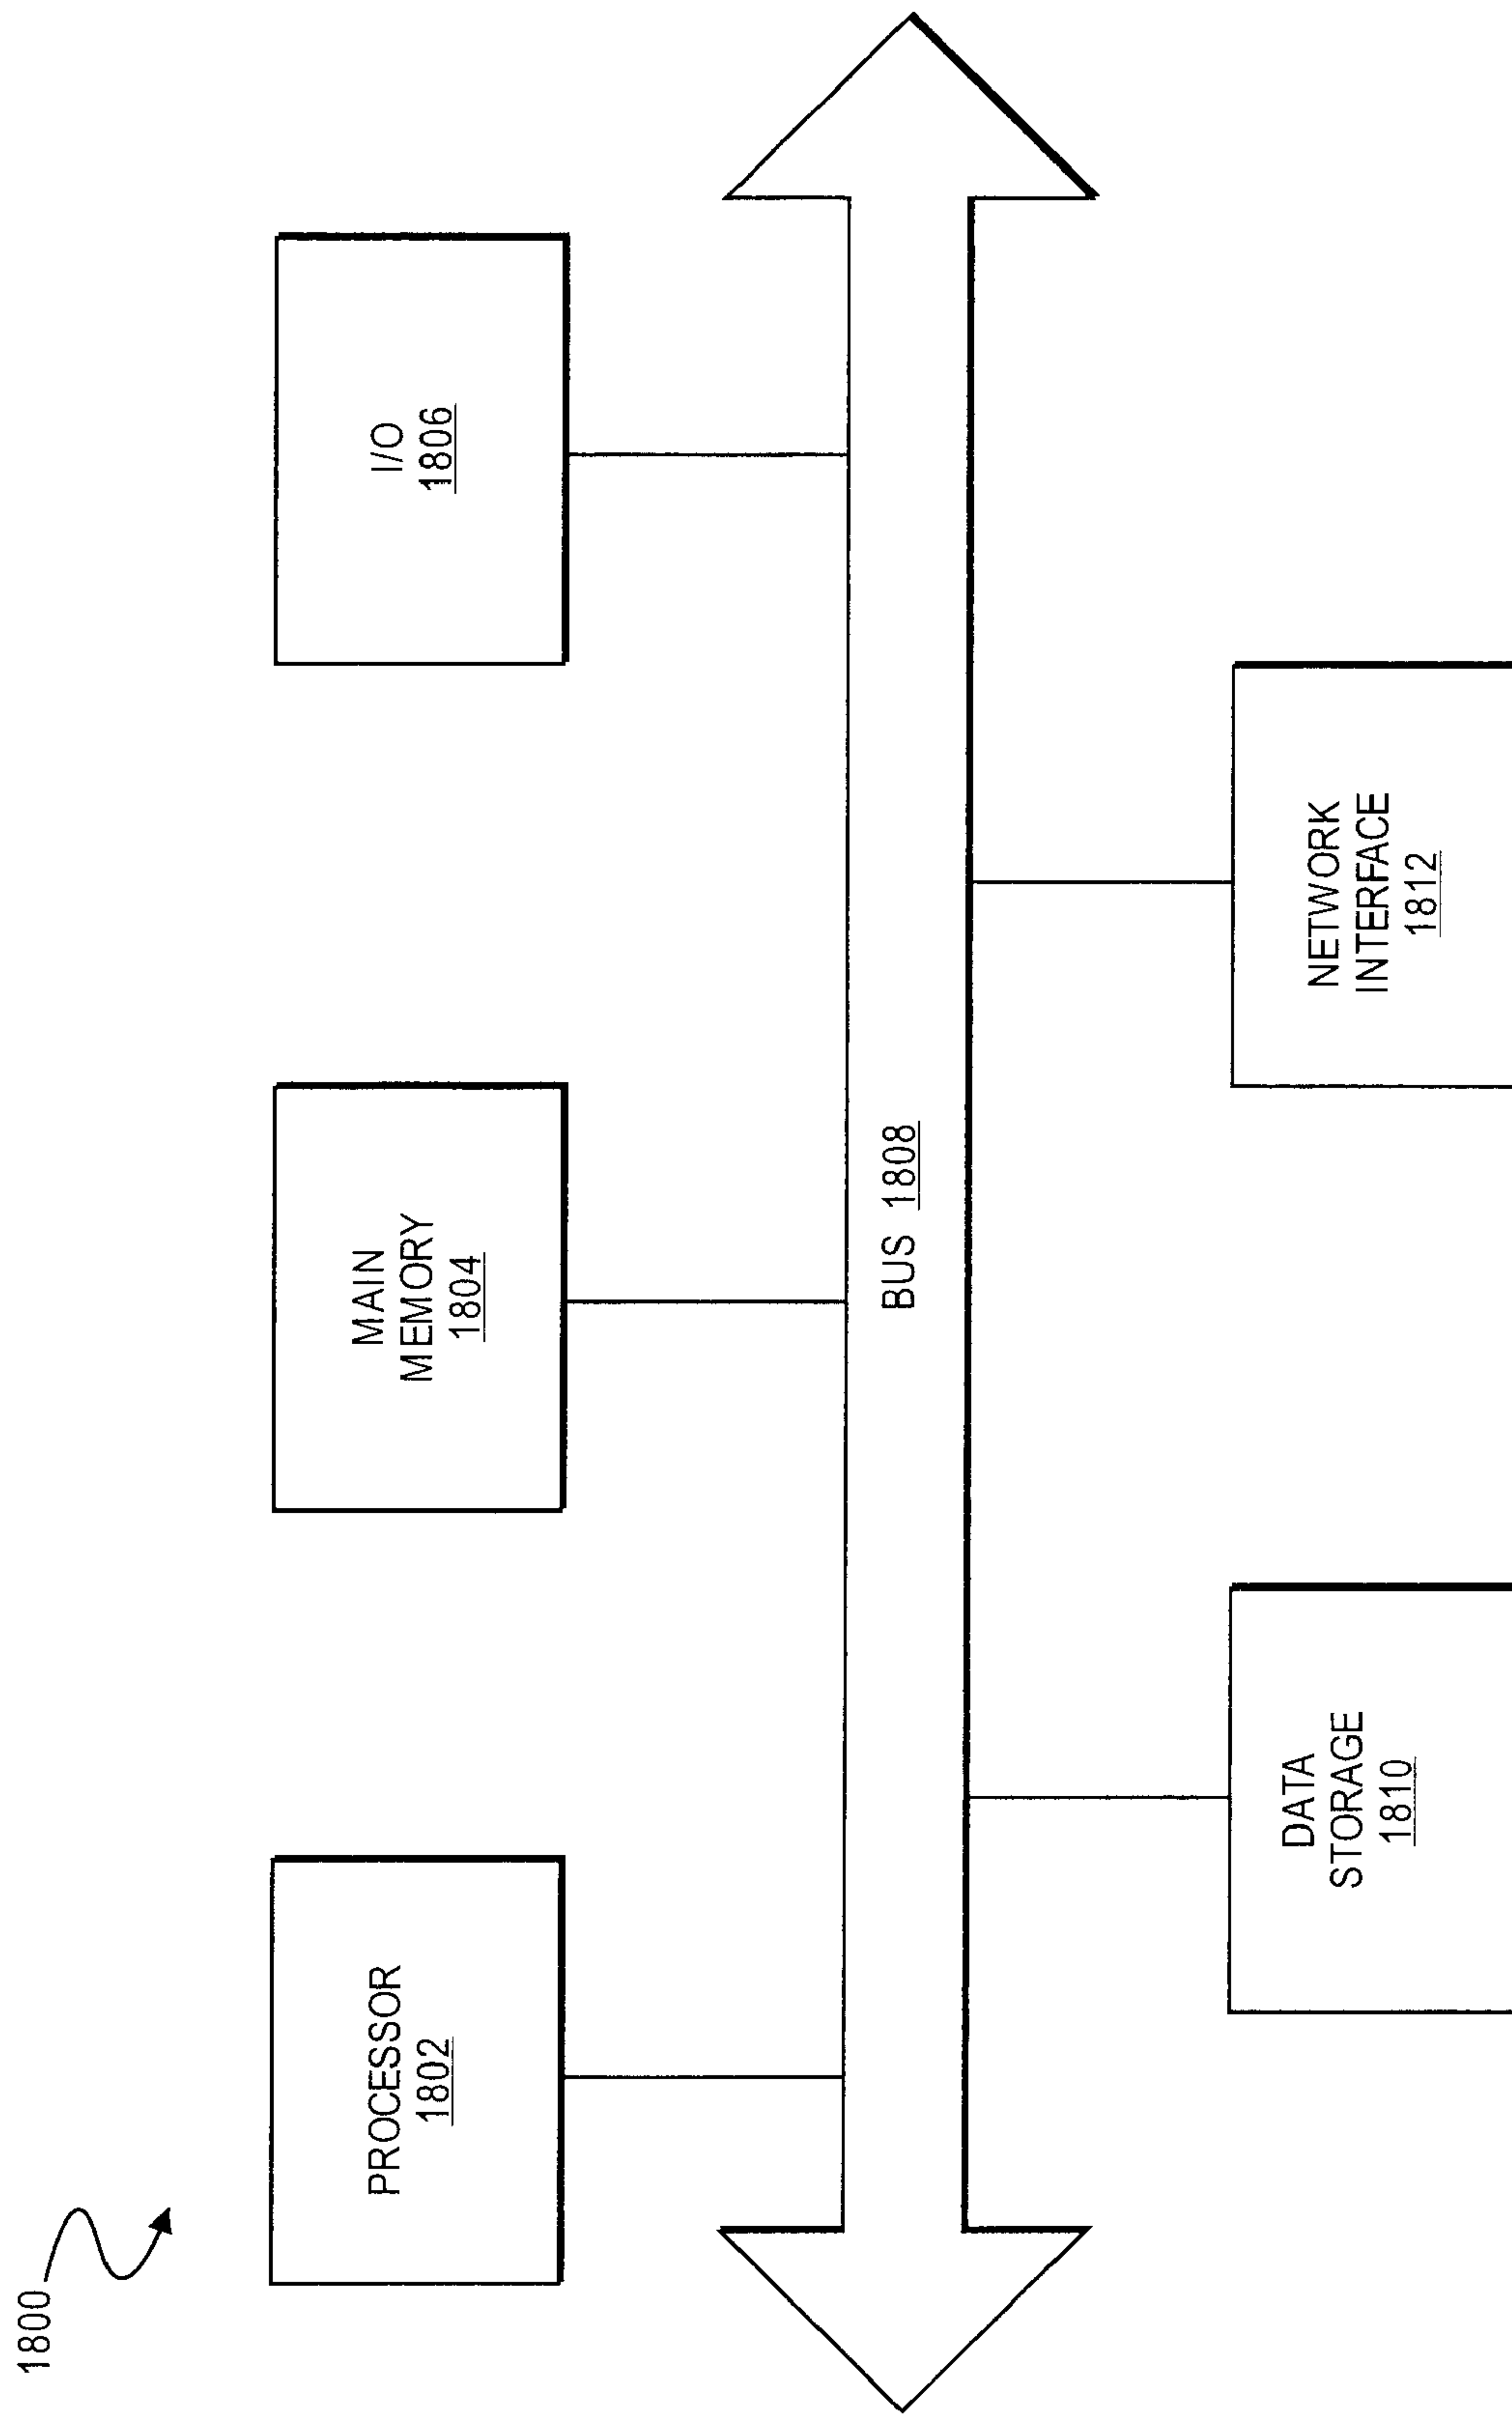 1800
PROCESSOR
1802
MAIN
MEMORY
1804
I/O
1806
BUS 1808
DATA
STORAGE
1810
NETWORK
INTERFACE
1812